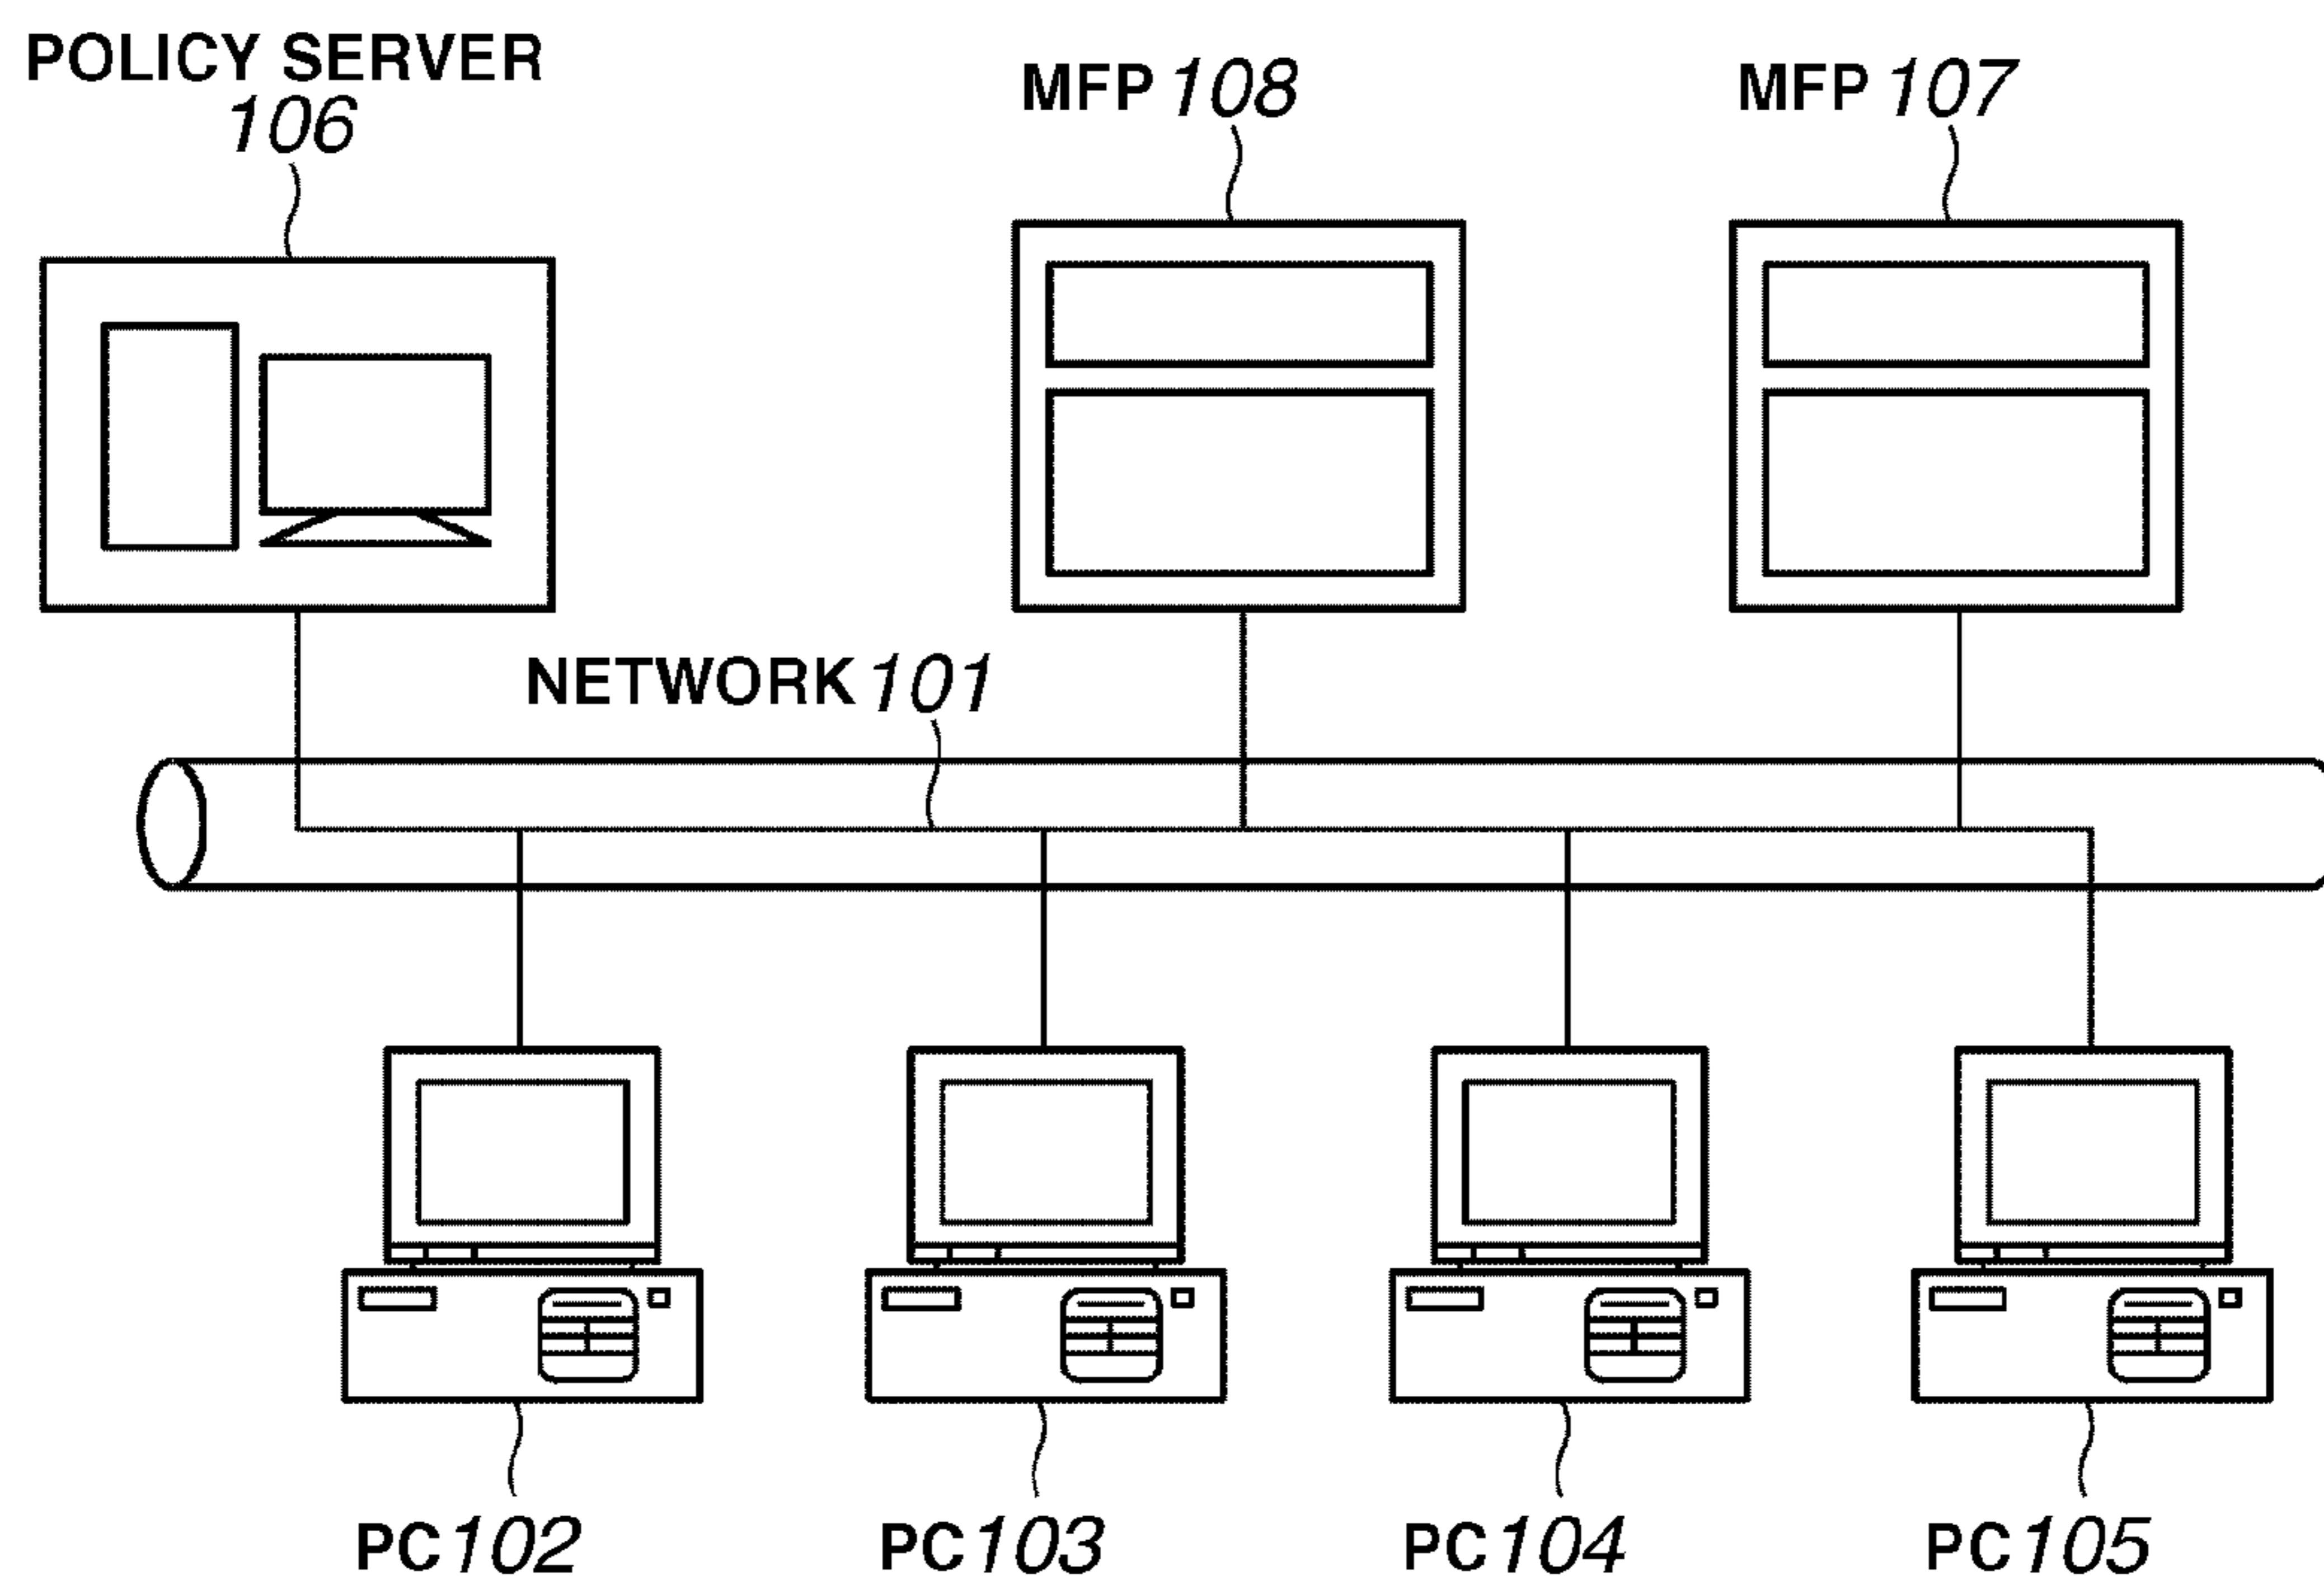 POLICY SERVER
106
MFP 108
MFP 107
NETWORK 101
PC 102
PC 103
PC 104
PC 105